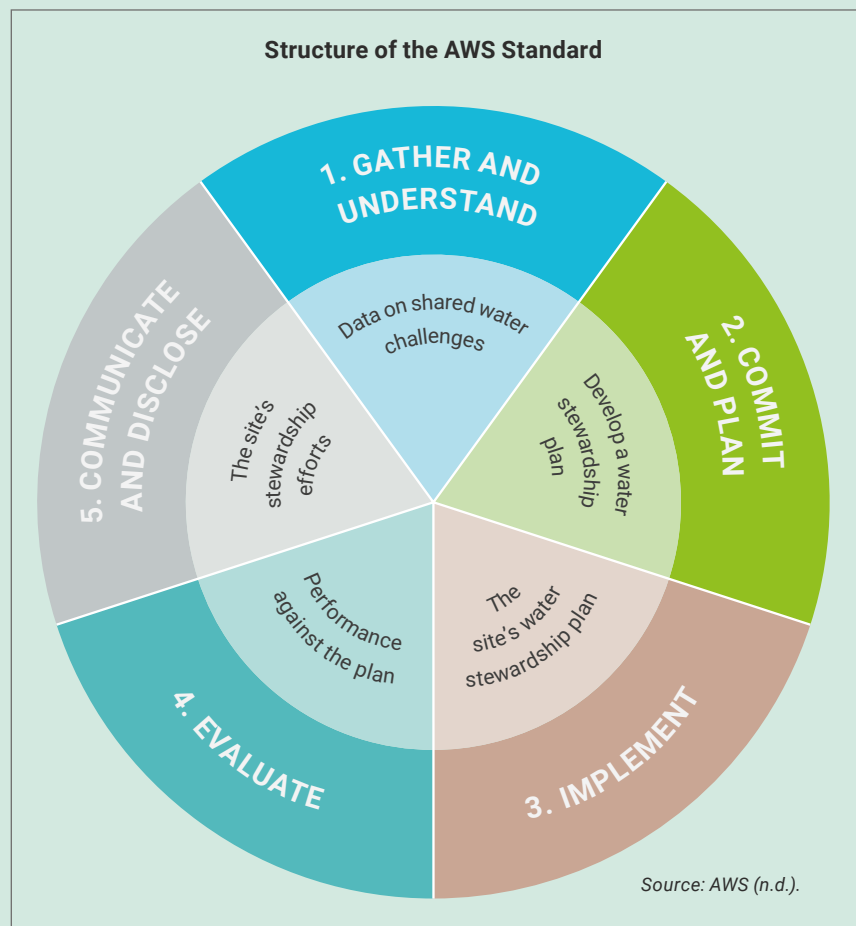 Structure of the AWS Standard
1. GATHER AND
UNDERSTAND
Data on shared water
challenges
2. COMMIT
AND PLAN
Develop a water
stewardship
plan
3. IMPLEMENT
The
site's water
stewardship plan
4. EVALUATE
Performance
against the plan
5. COMMUNICATE
AND DISCLOSE
The site's
stewardship
efforts
Source: AWS (n.d.).